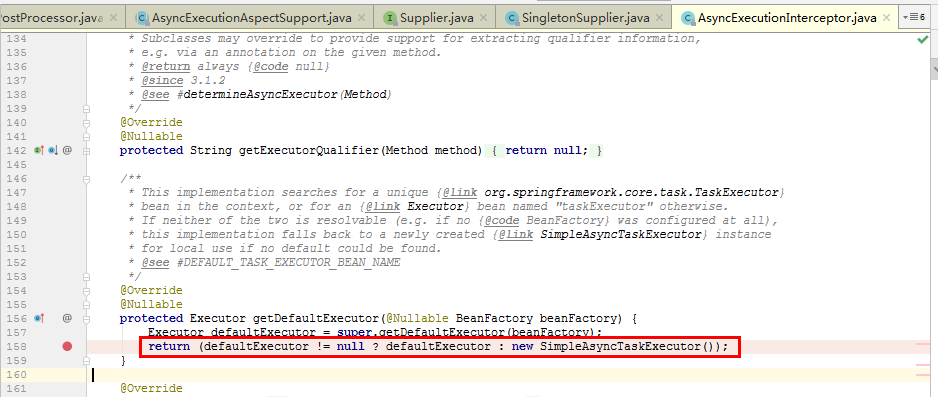 ostProcessor.java × AsyncExecutionAspectSupport.java × Supplier.java × SingletonSupplier.java × AsyncExecutionInterceptor.java × 6
134 * Subclasses may override to provide support for extracting qualifier information,
135 * e.g. via an annotation on the given method.
136 * @return always {@code null}
137 * @since 3.1.2
138 * @see #determineAsyncExecutor(Method)
139 */
140 @Override
141 @Nullable
142 @ protected String getExecutorQualifier(Method method) { return null; }
145
146 /**
147 * This implementation searches for a unique {@link org.springframework.core.task.TaskExecutor}
148 * bean in the context, or for an {@link Executor} bean named "taskExecutor" otherwise.
149 * If neither of the two is resolvable (e.g. if no {@code BeanFactory} was configured at all),
150 * this implementation falls back to a newly created {@link SimpleAsyncTaskExecutor} instance
151 * for local use if no default could be found.
152 * @see #DEFAULT_TASK_EXECUTOR_BEAN_NAME
153 */
154 @Override
155 @Nullable
156 @ protected Executor getDefaultExecutor(@Nullable BeanFactory beanFactory) {
157 Executor defaultExecutor = super.getDefaultExecutor(beanFactory);
158 return (defaultExecutor != null ? defaultExecutor : new SimpleAsyncTaskExecutor());
159 }
160
161 @Override